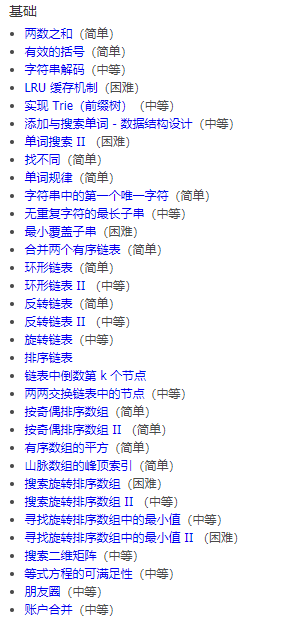 基础
两数之和（简单）
有效的括号（简单）
字符串解码（中等）
LRU 缓存机制（困难）
实现 Trie（前缀树）（中等）
添加与搜索单词 - 数据结构设计（中等）
单词搜索 II （困难）
找不同（简单）
单词规律（简单）
字符串中的第一个唯一字符（简单）
无重复字符的最长子串（中等）
最小覆盖子串（困难）
合并两个有序链表（简单）
环形链表（简单）
环形链表 II （中等）
反转链表（简单）
反转链表 II （中等）
旋转链表（中等）
排序链表
链表中倒数第 k 个节点
两两交换链表中的节点（中等）
按奇偶排序数组（简单）
按奇偶排序数组 II （简单）
有序数组的平方（简单）
山脉数组的峰顶索引（简单）
搜索旋转排序数组（困难）
搜索旋转排序数组 II （中等）
寻找旋转排序数组中的最小值（中等）
寻找旋转排序数组中的最小值 II （困难）
搜索二维矩阵（中等）
等式方程的可满足性（中等）
朋友圈（中等）
账户合并（中等）